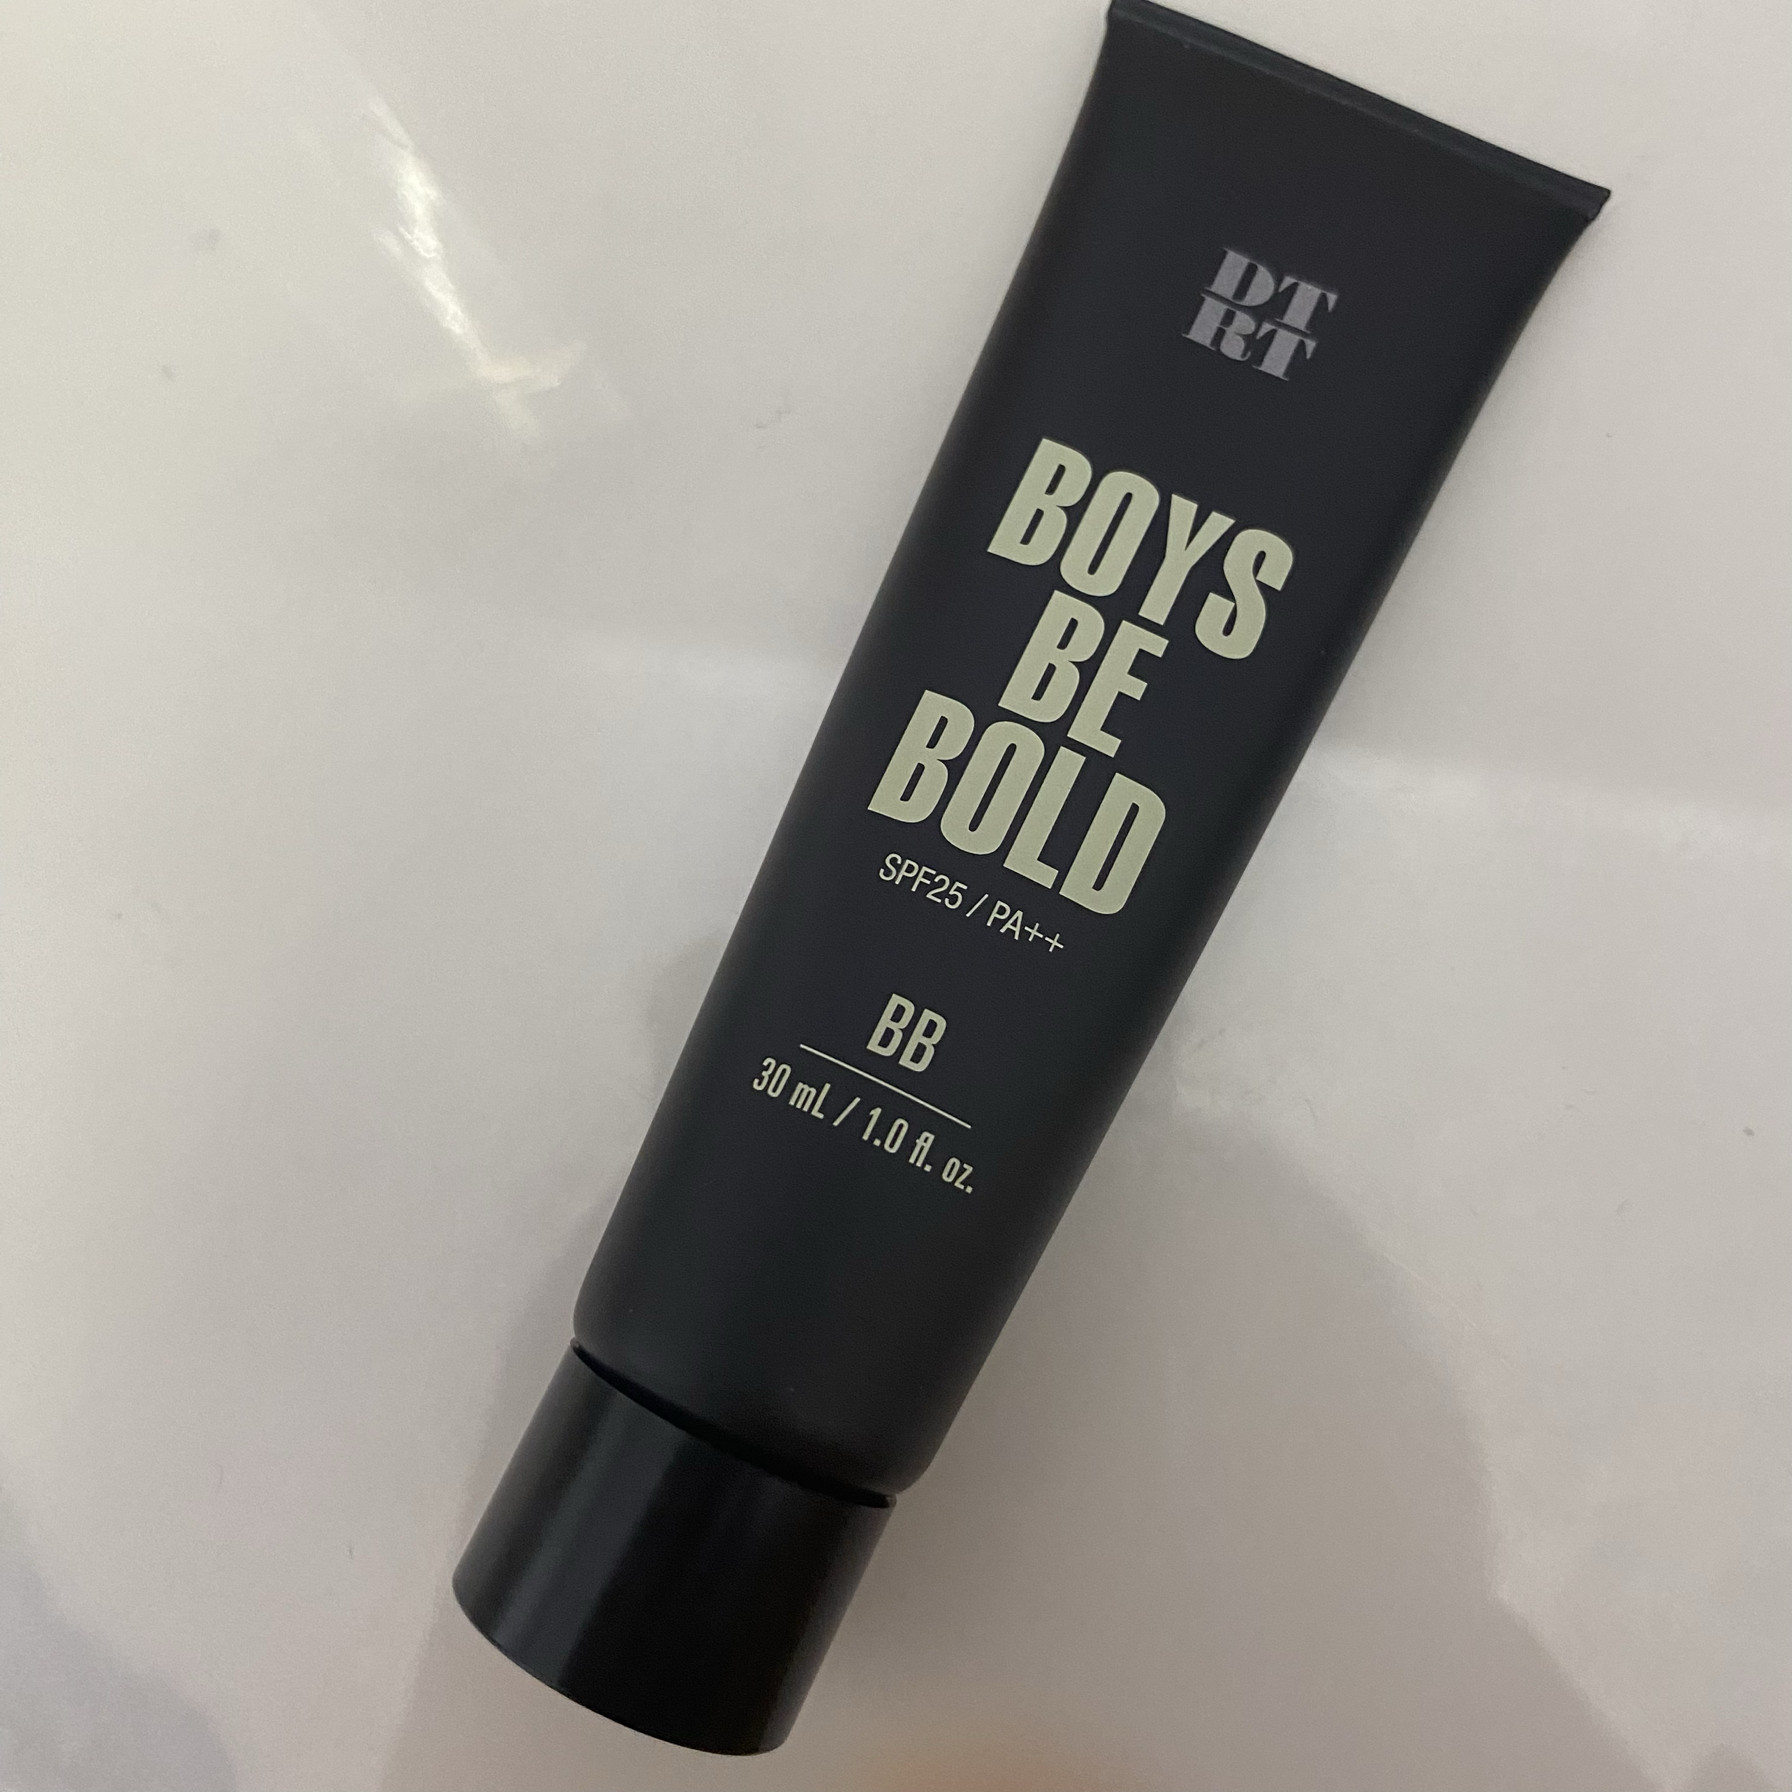 DT
RT
BOYS
BE
BOLD
SPF25 / PA++
BB
30 mL / 1.0 fl. oz.